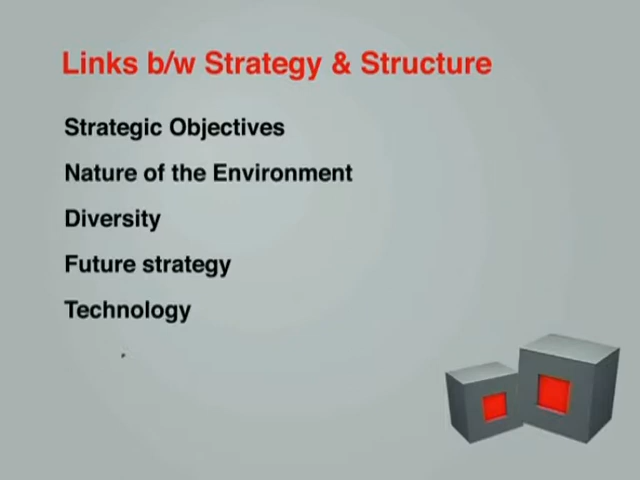 Links b/w Strategy & Structure
Strategic Objectives
Nature of the Environment
Diversity
Future strategy
Technology